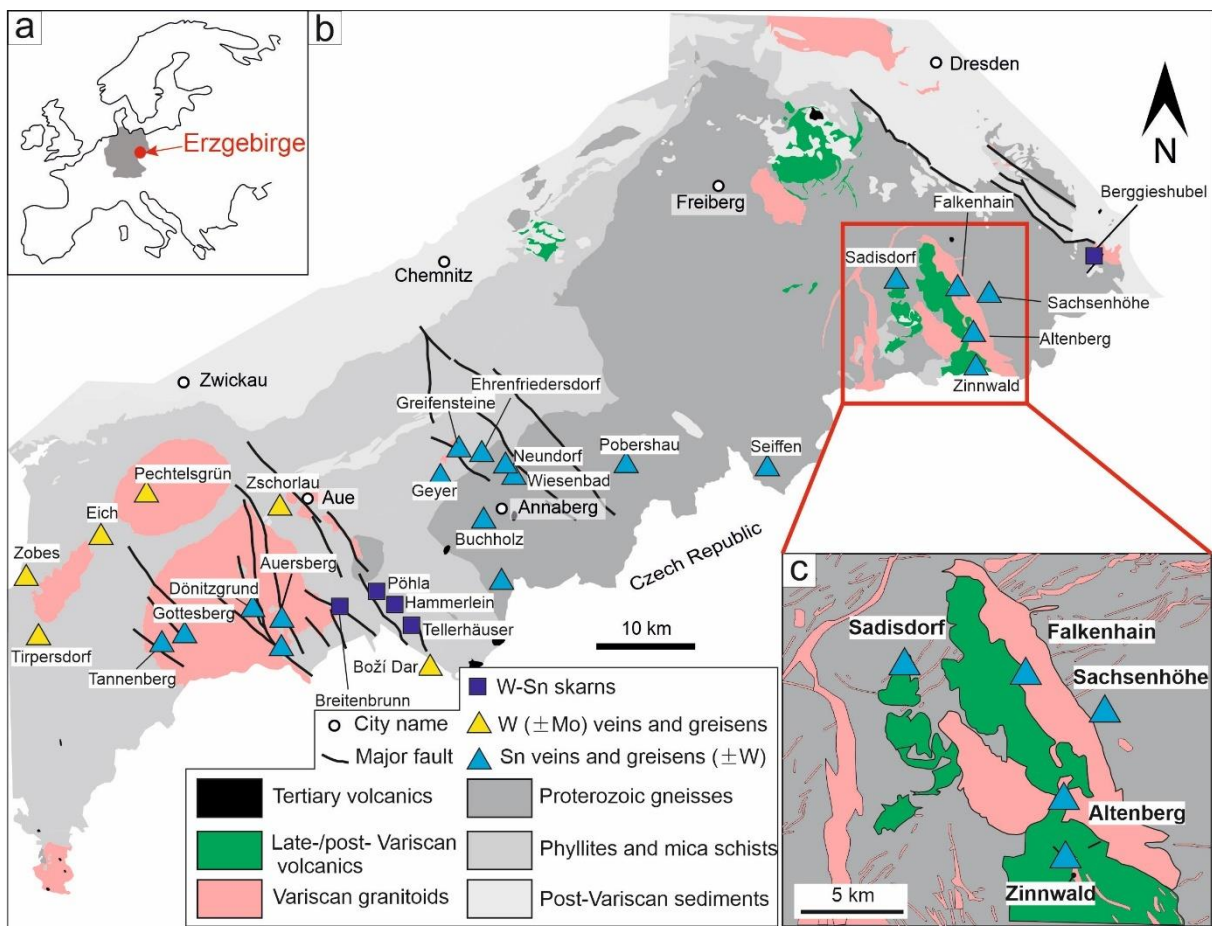 a
Erzgebirge
b
Dresden
N
Freiberg
Falkenhain
Berggieshubel
Sadisdorf
Sachsenhöhe
Altenberg
Zinnwald
Chemnitz
Zwickau
Ehrenfriedersdorf
Greifensteine
Neundorf
Wiesenbad
Geyer
Pobershau
Seiffen
Annaberg
Buchholz
Czech Republic
Pechtelsgrün
Zschorlau
Aue
Eich
Zobes
Auersberg
Dönitzgrund
Gottesberg
Pöhla
Hammerlein
Tellerhäuser
Tirpersdorf
Tannenberg
Boží Dar
Breitenbrunn
10 km
W-Sn skarns
City name
W (±Mo) veins and greisens
Major fault
Sn veins and greisens (±W)
Tertiary volcanics
Proterozoic gneisses
Late-/post- Variscan
volcanics
Phyllites and mica schists
Variscan granitoids
Post-Variscan sediments
c
Sadisdorf
Falkenhain
Sachsenhöhe
Altenberg
Zinnwald
5 km